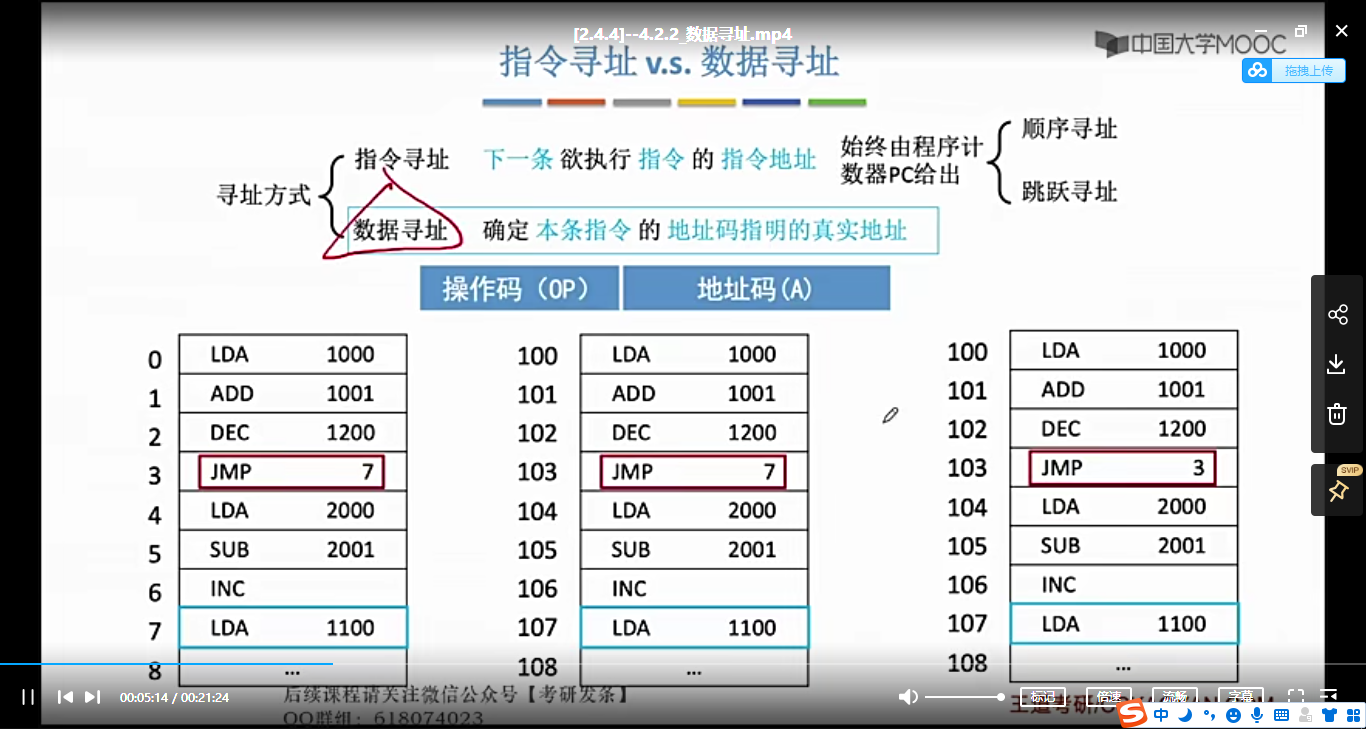 [2.4.4]--4.2.2_数据寻址.mp4
中国大学MOOC
指令寻址 v.s. 数据寻址
拖拽上传
寻址方式
指令寻址 下一条 欲执行 指令 的 指令地址
始终由程序计
数器PC给出
顺序寻址
跳跃寻址
数据寻址 确定 本条指令 的 地址码指明的真实地址
操作码（OP） 地址码(A)
0 LDA 1000
1 ADD 1001
2 DEC 1200
3 JMP 7
4 LDA 2000
5 SUB 2001
6 INC
7 LDA 1100
8 ...
100 LDA 1000
101 ADD 1001
102 DEC 1200
103 JMP 7
104 LDA 2000
105 SUB 2001
106 INC
107 LDA 1100
108 ...
100 LDA 1000
101 ADD 1001
102 DEC 1200
103 JMP 3
104 LDA 2000
105 SUB 2001
106 INC
107 LDA 1100
108 ...
SVIP
00:05:14 / 00:21:24
后续课程请关注微信公众号【考研发条】
QQ群组：618074023
标记 倍速 流畅 字幕
王道考研/
中